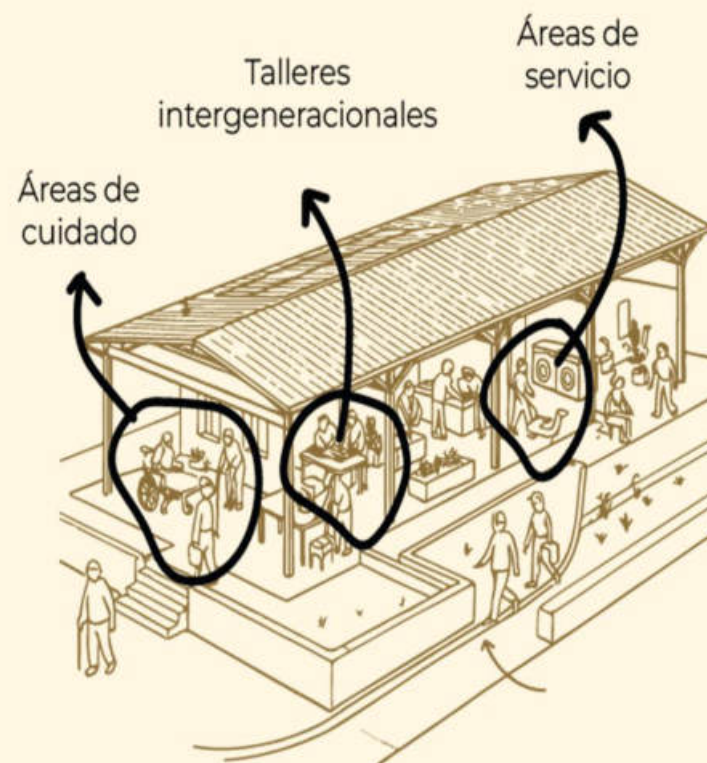 Áreas de
servicio
Talleres
intergeneracionales
Áreas de
cuidado